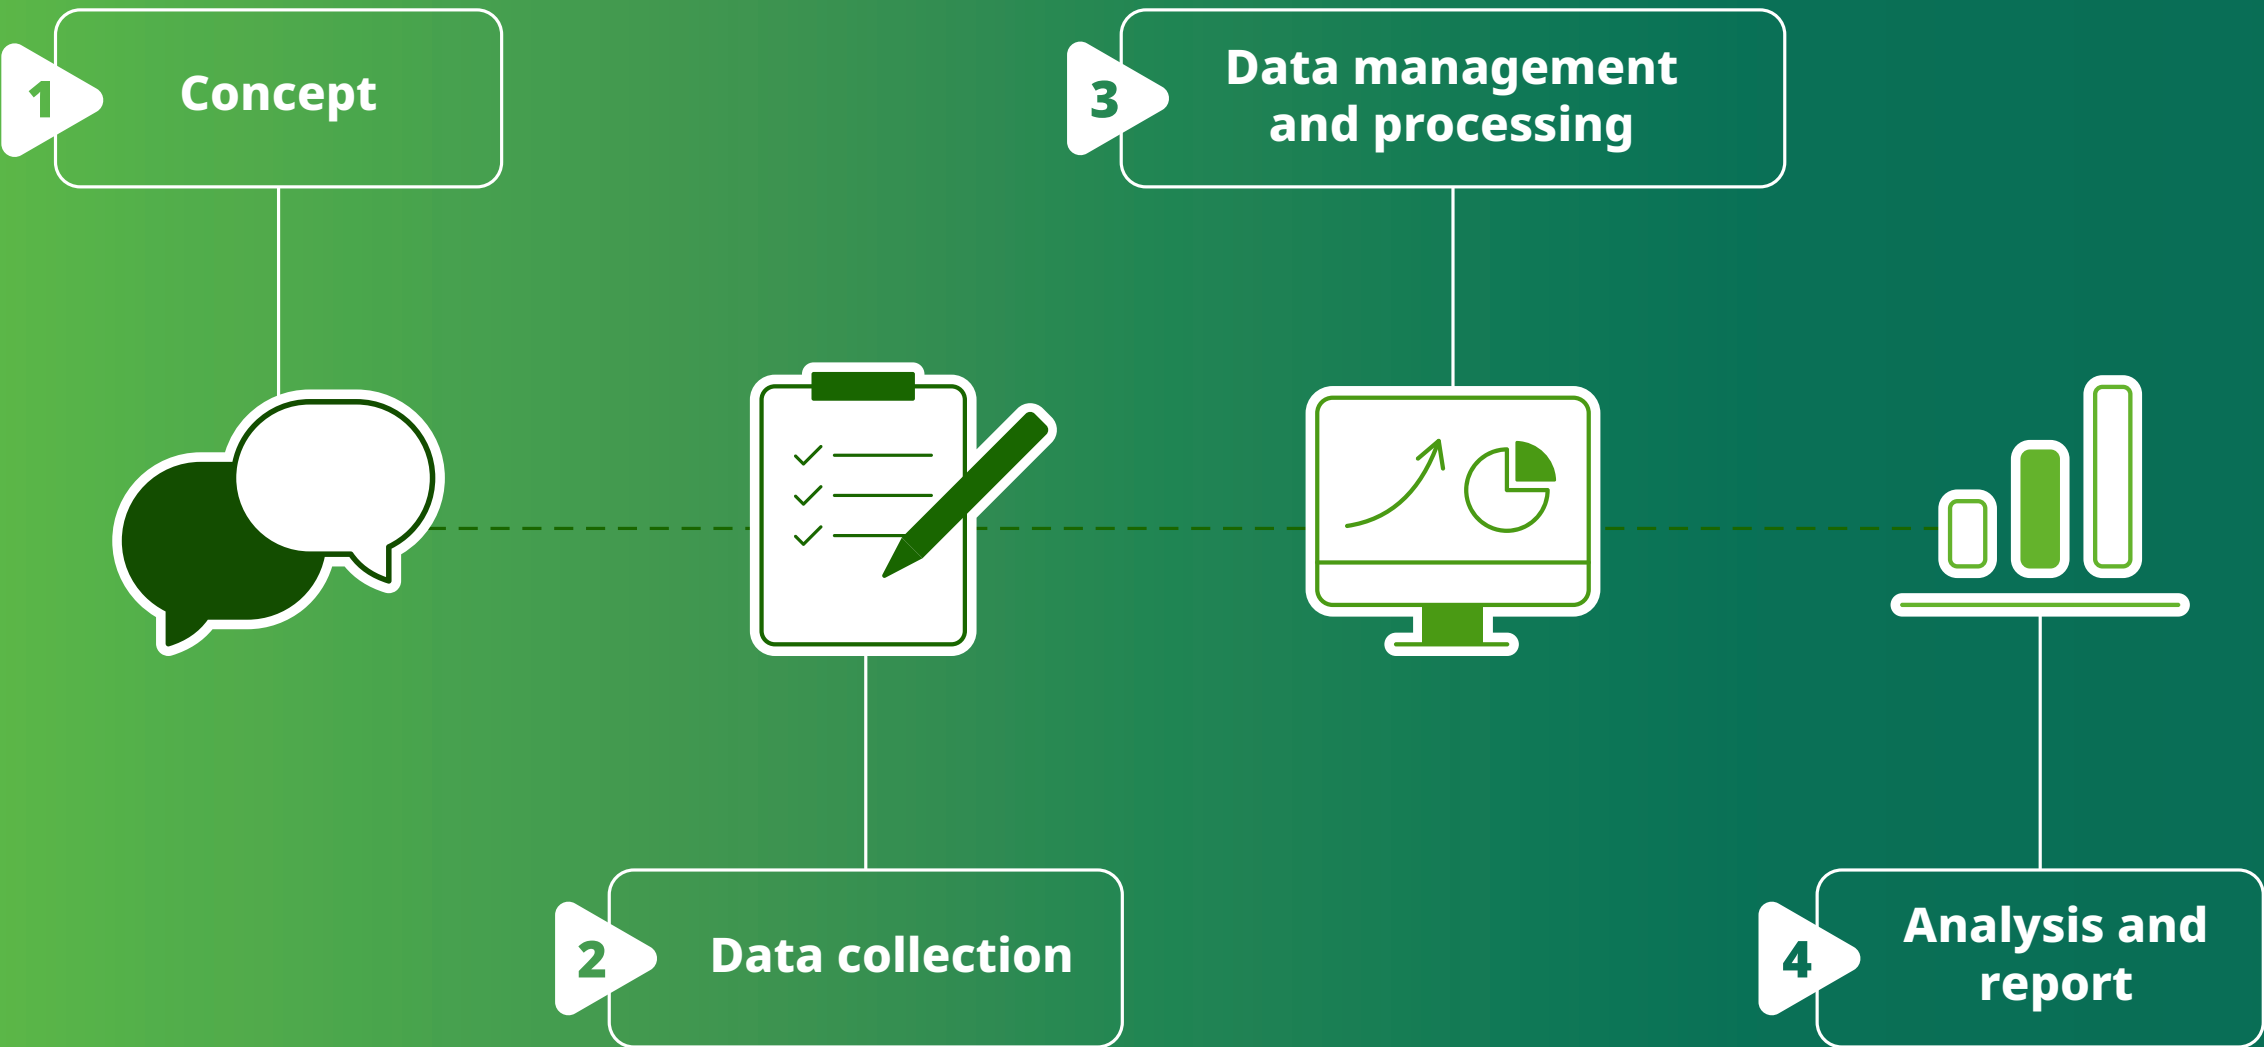 1
Concept
2
Data collection
3
Data management
and processing
4
Analysis and
report